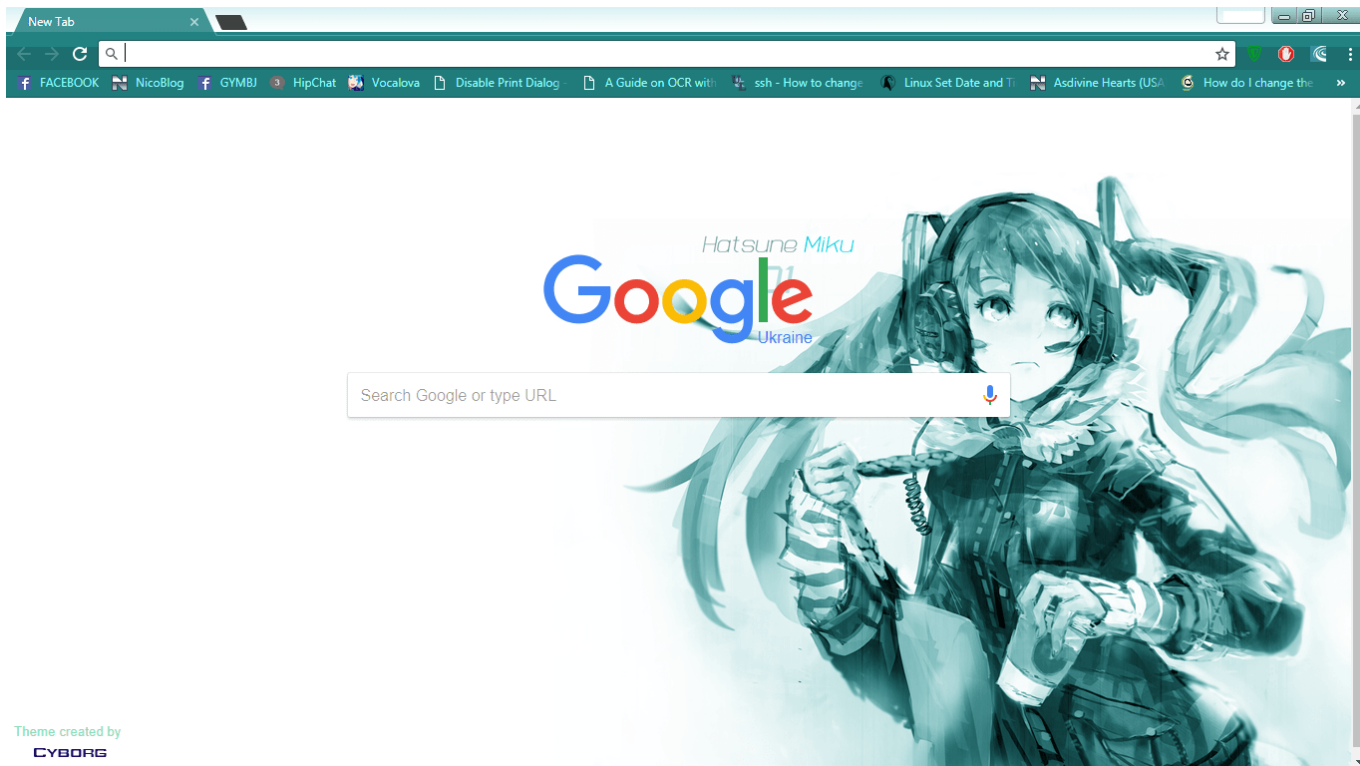 New Tab
FACEBOOK NicoBlog GYMBJ 3 HipChat Vocalova Disable Print Dialog - A Guide on OCR with ssh - How to change Linux Set Date and Ti Asdivine Hearts (USA How do I change the »
Hatsune Miku
01
Google
Ukraine
Search Google or type URL
Theme created by
CYBORG